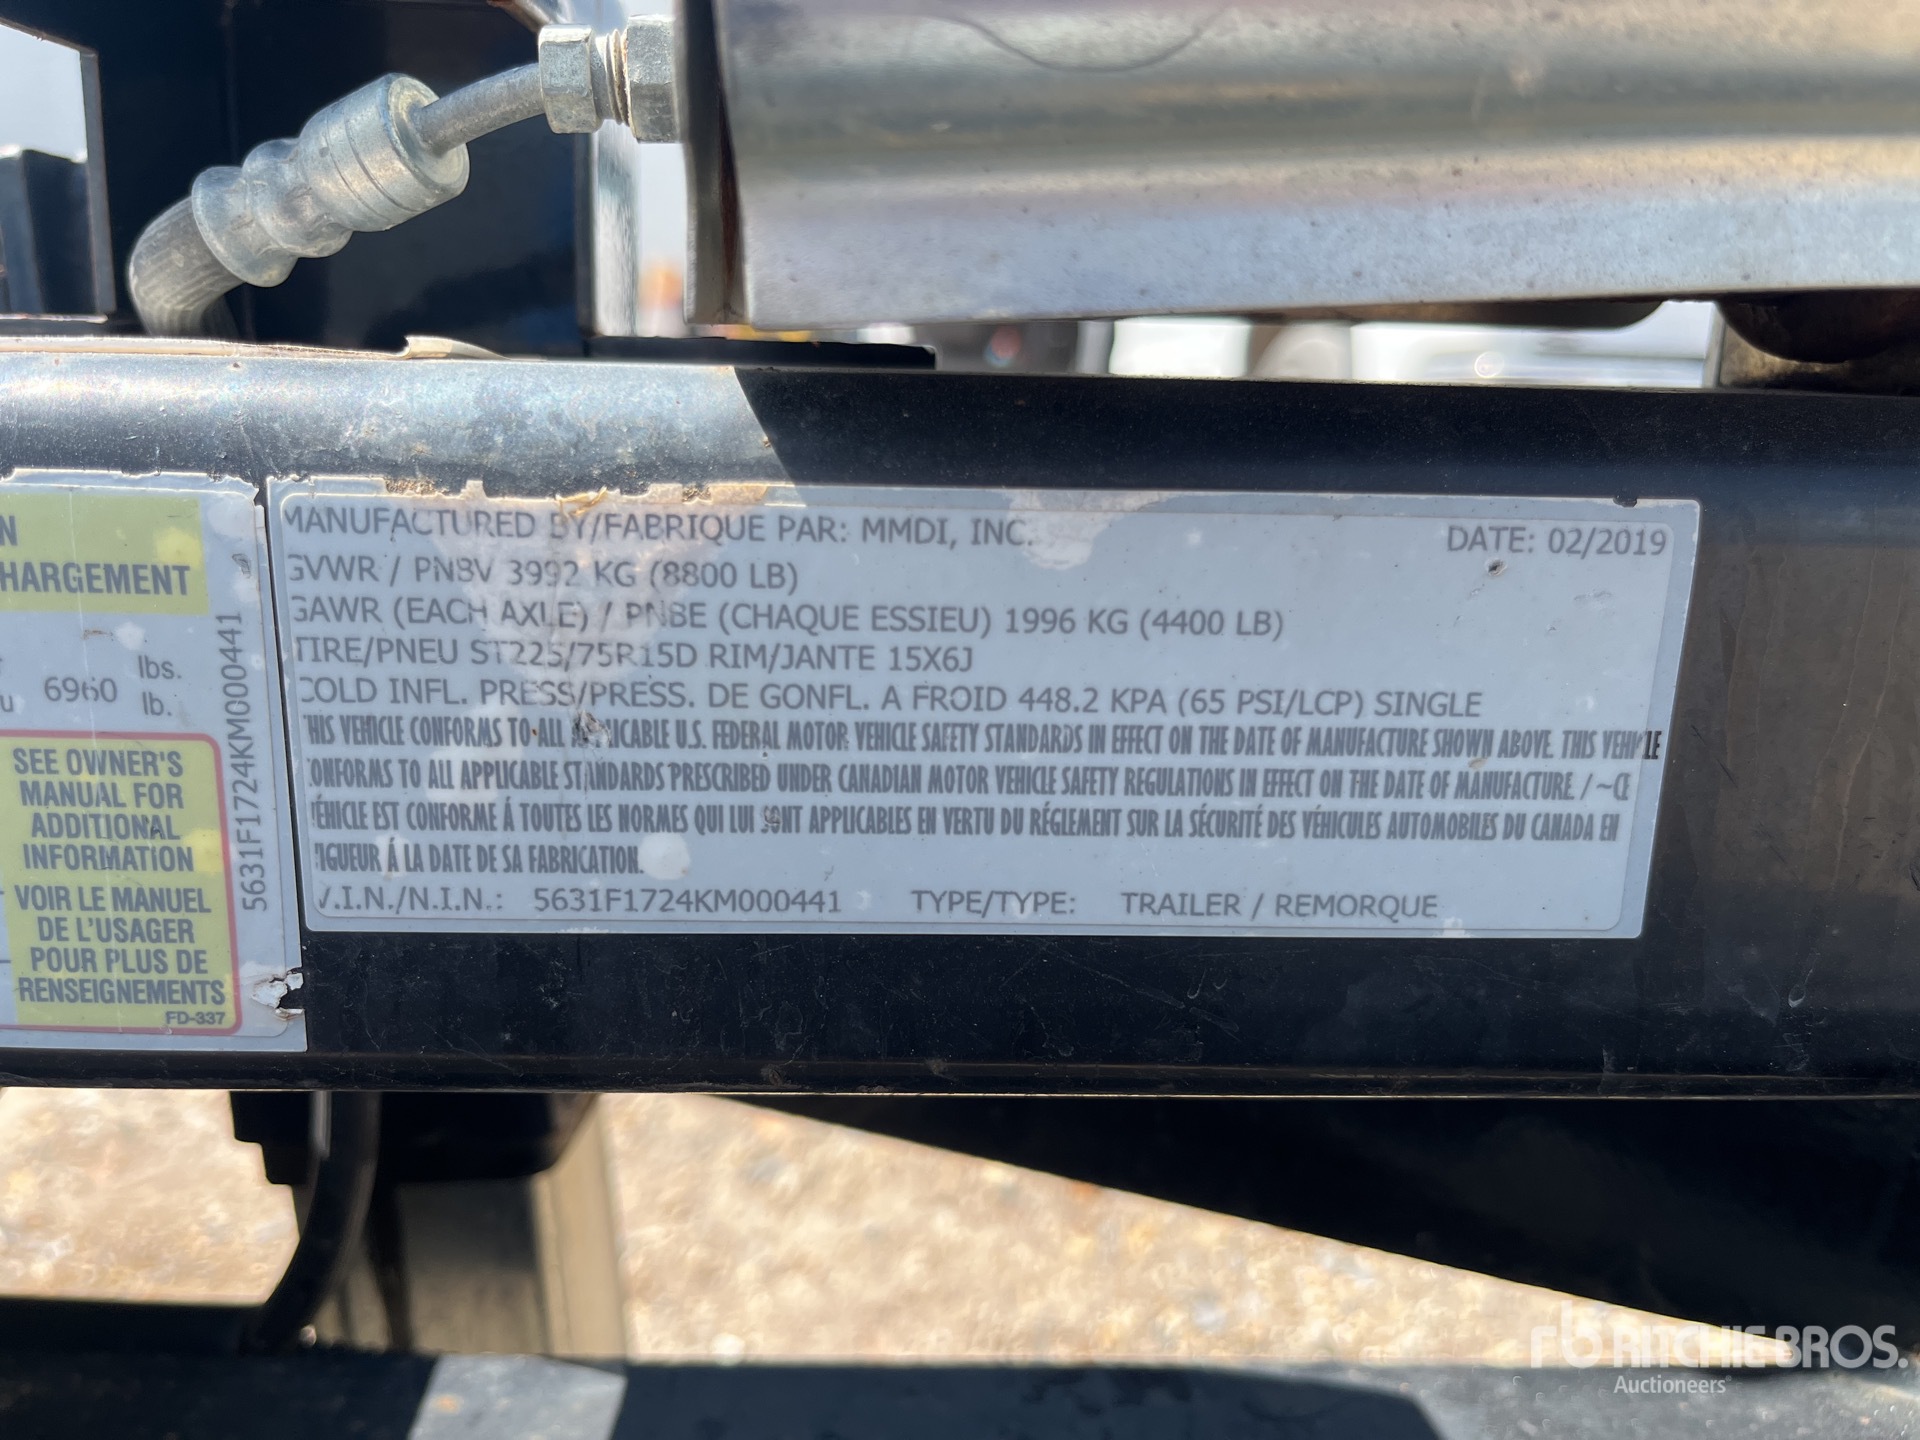 N
HARGEMENT
lbs.
6960
lb.
SEE OWNER'S
MANUAL FOR
ADDITIONAL
INFORMATION
VOIR LE MANUEL
DE L'USAGER
POUR PLUS DE
RENSEIGNEMENTS
FD-337
5631F1724KM000441
MANUFACTURED BY/FABRIQUE PAR: MMDI, INC. DATE: 02/2019
GVWR / PNBV 3992 KG (8800 LB)
GAWR (EACH AXLE) / PNBE (CHAQUE ESSIEU) 1996 KG (4400 LB)
TIRE/PNEU ST225/75R15D RIM/JANTE 15X6J
COLD INFL. PRESS/PRESS. DE GONFL. A FROID 448.2 KPA (65 PSI/LCP) SINGLE
THIS VEHICLE CONFORMS TO ALL APPLICABLE U.S. FEDERAL MOTOR VEHICLE SAFETY STANDARDS IN EFFECT ON THE DATE OF MANUFACTURE SHOWN ABOVE. THIS VEHICLE
CONFORMS TO ALL APPLICABLE STANDARDS PRESCRIBED UNDER CANADIAN MOTOR VEHICLE SAFETY REGULATIONS IN EFFECT ON THE DATE OF MANUFACTURE. / ~CE
VÉHICLE EST CONFORME Á TOUTES LES NORMES QUI LUI SONT APPLICABLES EN VERTU DU RÉGLEMENT SUR LA SÉCURITÉ DES VÉHICULES AUTOMOBILES DU CANADA EN
VIGUEUR Á LA DATE DE SA FABRICATION.
V.I.N./N.I.N.: 5631F1724KM000441 TYPE/TYPE: TRAILER / REMORQUE
rb RITCHIE BROS.
Auctioneers